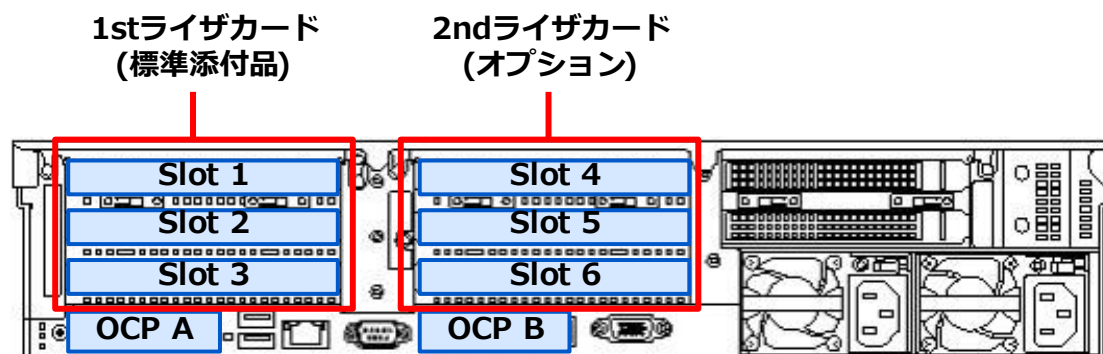 1stライザカード
(標準添付品)
2ndライザカード
(オプション)
Slot 1
Slot 4
Slot 2
Slot 5
Slot 3
Slot 6
OCP A
OCP B